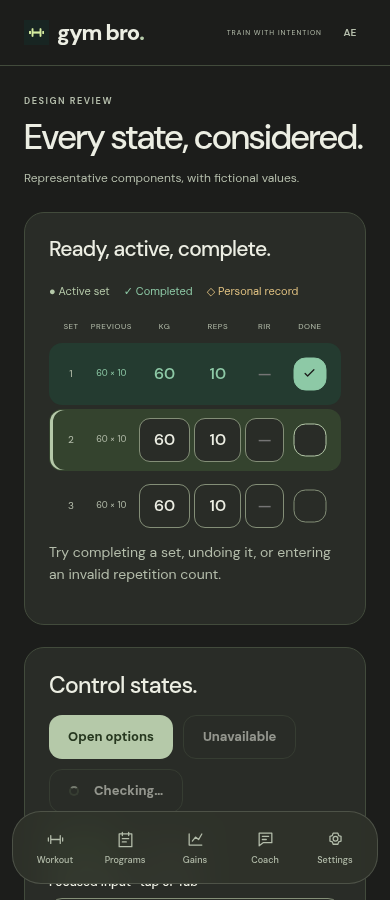 gym bro.
TRAIN WITH INTENTION
AE
DESIGN REVIEW
Every state, considered.
Representative components, with fictional values.
Ready, active, complete.
● Active set ✓ Completed ◇ Personal record
SET PREVIOUS KG REPS RIR DONE
1 60 × 10 60 10 — ✓
2 60 × 10 60 10 —
3 60 × 10 60 10 —
Try completing a set, undoing it, or entering
an invalid repetition count.
Control states.
Open options Unavailable
Checking…
Workout Programs Gains Coach Settings